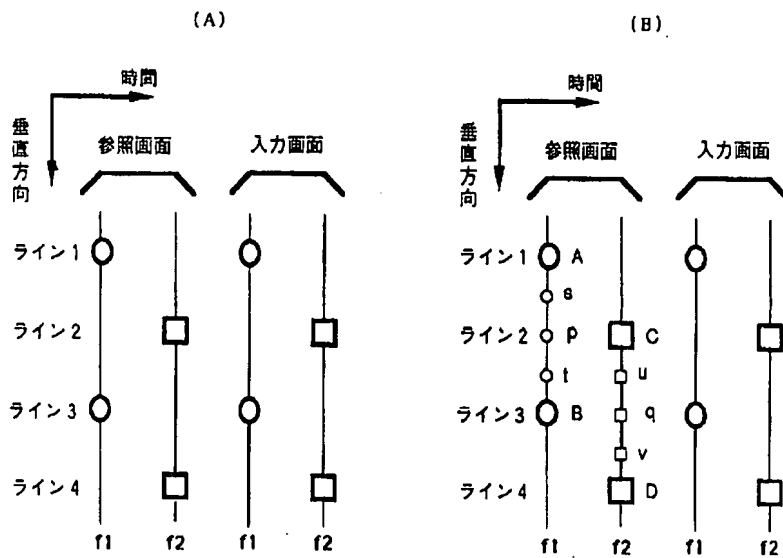 (A)
時間
垂直方向
参照画面
入力画面
ライン1
ライン2
ライン3
ライン4
f1
f2
f1
f2
(B)
時間
垂直方向
参照画面
入力画面
ライン1
A
s
ライン2
p
C
t
u
ライン3
B
q
v
ライン4
D
f1
f2
f1
f2